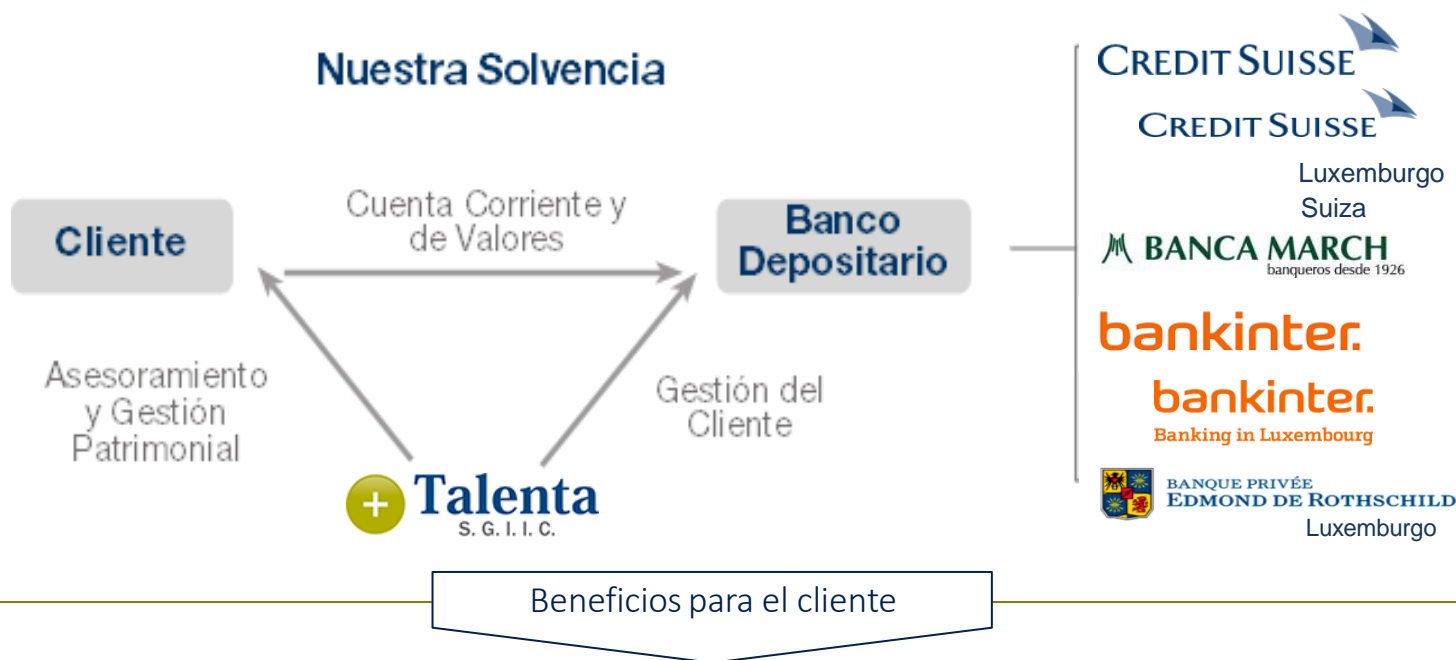 Nuestra Solvencia
Cliente
Cuenta Corriente y
de Valores
Banco
Depositario
Asesoramiento
y Gestión
Patrimonial
Gestión del
Cliente
+ Talenta
S. G. I. I. C.
CREDIT SUISSE
CREDIT SUISSE
Luxemburgo
Suiza
BANCA MARCH
banqueros desde 1926
bankinter.
bankinter.
Banking in Luxembourg
BANQUE PRIVÉE
EDMOND DE ROTHSCHILD
Luxemburgo
Beneficios para el cliente